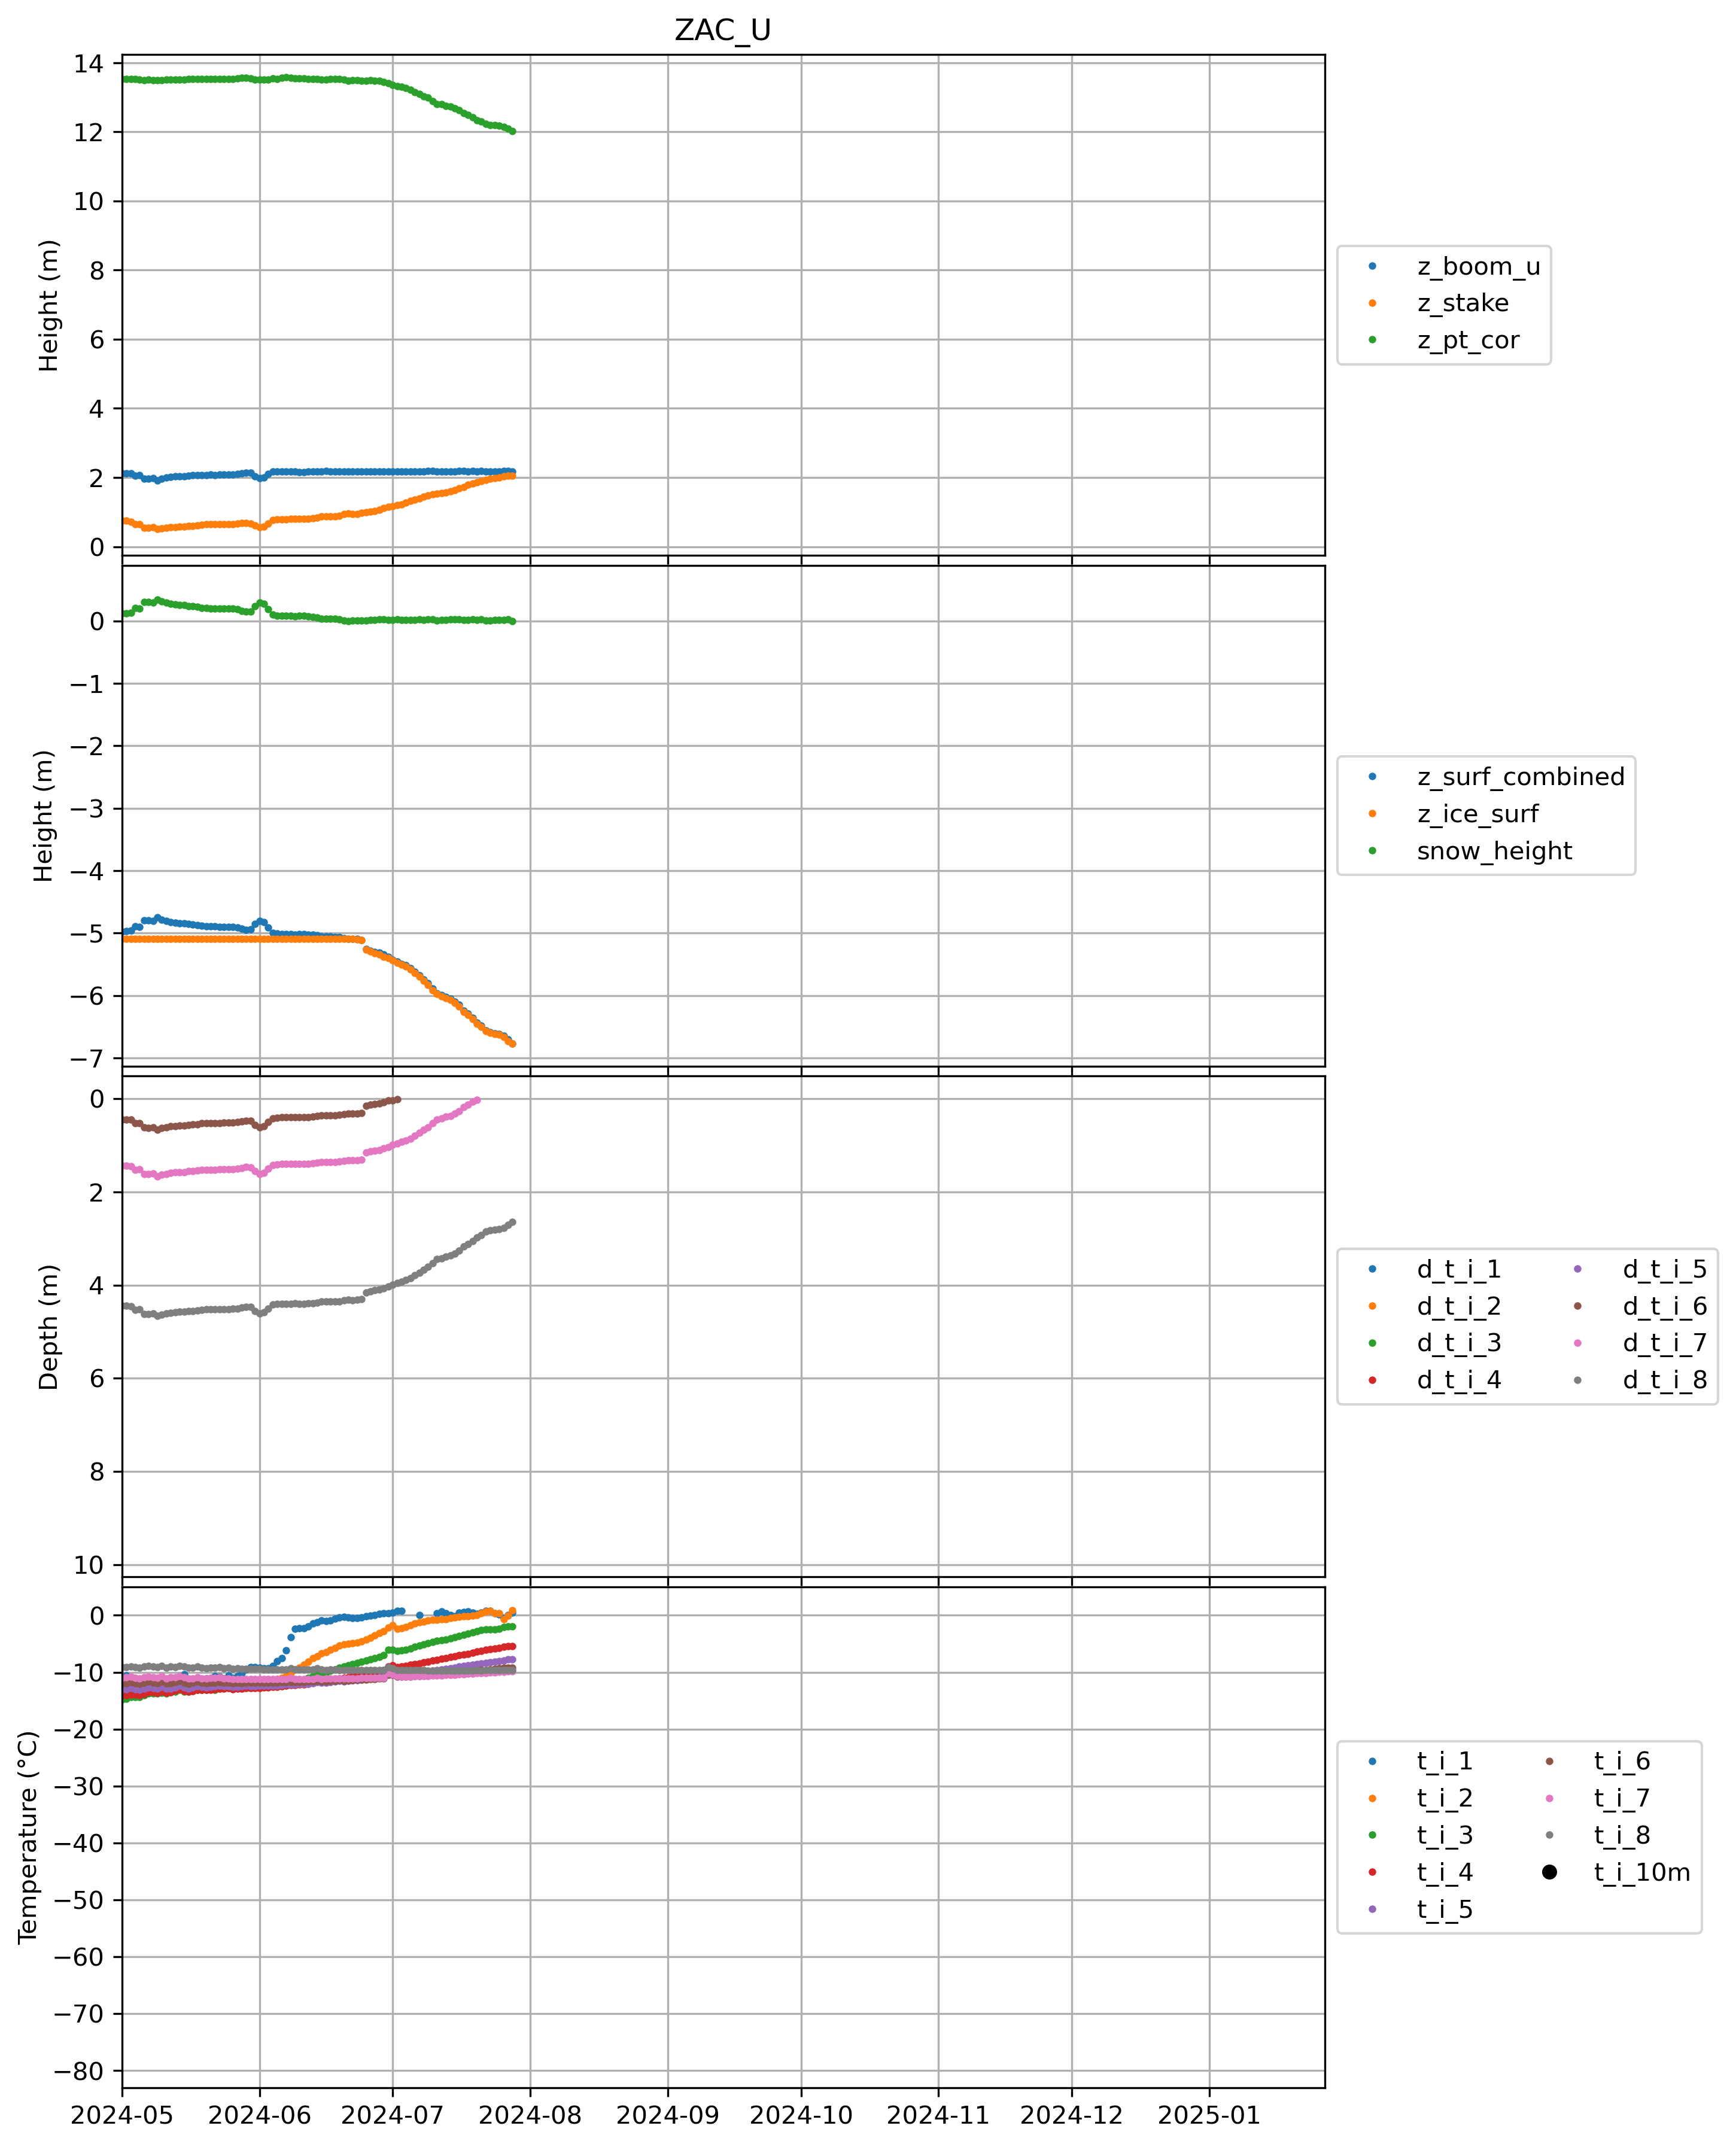 ZAC_U
14
12
10
8
6
4
2
0
Height (m)
z_boom_u
z_stake
z_pt_cor
0
−1
−2
−3
−4
−5
−6
−7
Height (m)
z_surf_combined
z_ice_surf
snow_height
0
2
4
6
8
10
Depth (m)
d_t_i_1
d_t_i_2
d_t_i_3
d_t_i_4
d_t_i_5
d_t_i_6
d_t_i_7
d_t_i_8
0
−10
−20
−30
−40
−50
−60
−70
−80
Temperature (°C)
t_i_1
t_i_2
t_i_3
t_i_4
t_i_5
t_i_6
t_i_7
t_i_8
t_i_10m
2024-05 2024-06 2024-07 2024-08 2024-09 2024-10 2024-11 2024-12 2025-01